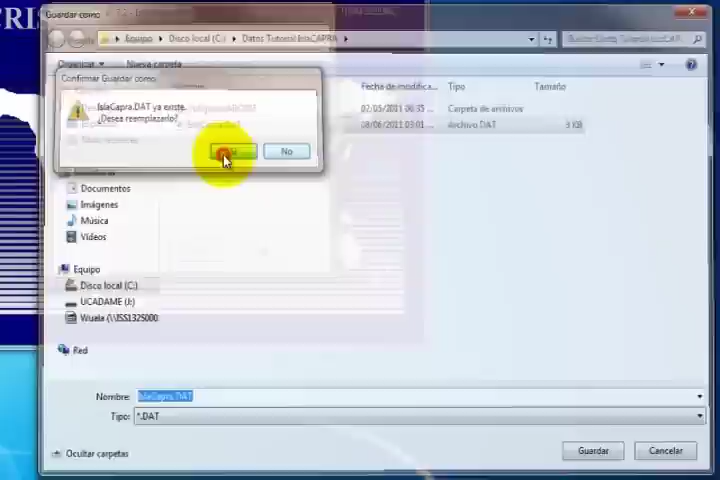 CRIS
Guardar como
Equipo
Disco local (C:)
Datos Tutorial IslaCAPRA
Organizar
Nueva carpeta
Confirmar Guardar como
Fecha de modifica...
Tipo
Tamaño
IslaCapra.DAT ya existe.
¿Desea reemplazarlo?
02/05/2011 06:35
Carpeta de archivos
08/06/2011 03:01
Archivo DAT
3 KB
No
Documentos
Imágenes
Música
Vídeos
Equipo
Disco local (C:)
UCADAME (J:)
Wuala (\\ISS1325000
Red
Nombre:
IslaCapra.DAT
Tipo:
*.DAT
Ocultar carpetas
Guardar
Cancelar